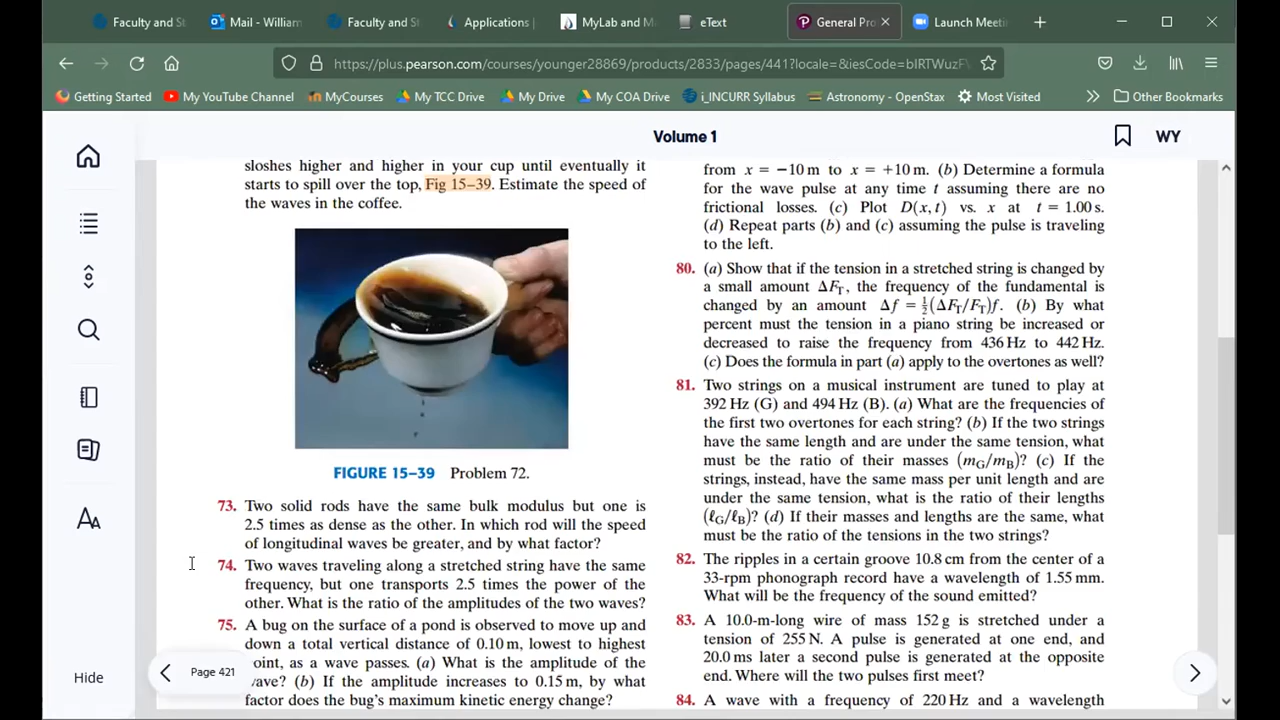 Faculty and St
Mail - William
Faculty and St
Applications |
MyLab and M
eText
General Pro
Launch Meeti
https://plus.pearson.com/courses/younger28869/products/2833/pages/441?locale=&iesCode=bIRTWuzF
Getting Started
My YouTube Channel
MyCourses
My TCC Drive
My Drive
My COA Drive
i_INCURR Syllabus
Astronomy - OpenStax
Most Visited
Other Bookmarks
Volume 1
WY
sloshes higher and higher in your cup until eventually it
starts to spill over the top, Fig 15–39. Estimate the speed of
the waves in the coffee.
FIGURE 15–39 Problem 72.
73. Two solid rods have the same bulk modulus but one is
2.5 times as dense as the other. In which rod will the speed
of longitudinal waves be greater, and by what factor?
74. Two waves traveling along a stretched string have the same
frequency, but one transports 2.5 times the power of the
other. What is the ratio of the amplitudes of the two waves?
75. A bug on the surface of a pond is observed to move up and
down a total vertical distance of 0.10 m, lowest to highest
point, as a wave passes. (a) What is the amplitude of the
wave? (b) If the amplitude increases to 0.15 m, by what
factor does the bug's maximum kinetic energy change?
from x = −10 m to x = +10 m. (b) Determine a formula
for the wave pulse at any time t assuming there are no
frictional losses. (c) Plot D(x, t) vs. x at t = 1.00 s.
(d) Repeat parts (b) and (c) assuming the pulse is traveling
to the left.
80. (a) Show that if the tension in a stretched string is changed by
a small amount ΔFT, the frequency of the fundamental is
changed by an amount Δf = ½(ΔFT/FT)f. (b) By what
percent must the tension in a piano string be increased or
decreased to raise the frequency from 436 Hz to 442 Hz.
(c) Does the formula in part (a) apply to the overtones as well?
81. Two strings on a musical instrument are tuned to play at
392 Hz (G) and 494 Hz (B). (a) What are the frequencies of
the first two overtones for each string? (b) If the two strings
have the same length and are under the same tension, what
must be the ratio of their masses (mG/mB)? (c) If the
strings, instead, have the same mass per unit length and are
under the same tension, what is the ratio of their lengths
(ℓG/ℓB)? (d) If their masses and lengths are the same, what
must be the ratio of the tensions in the two strings?
82. The ripples in a certain groove 10.8 cm from the center of a
33-rpm phonograph record have a wavelength of 1.55 mm.
What will be the frequency of the sound emitted?
83. A 10.0-m-long wire of mass 152 g is stretched under a
tension of 255 N. A pulse is generated at one end, and
20.0 ms later a second pulse is generated at the opposite
end. Where will the two pulses first meet?
84. A wave with a frequency of 220 Hz and a wavelength
Hide
Page 421